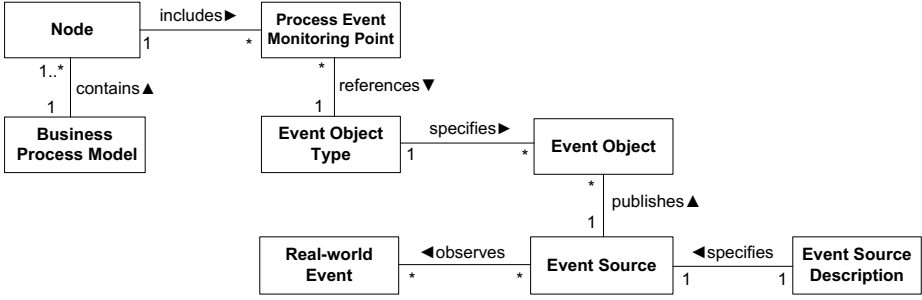 includes►
Node
Process Event
Monitoring Point
1
*
1..*
contains▲
1
*
references▼
1
Business
Process Model
Event Object
Type
specifies►
1
*
Event Object
*
publishes▲
1
Real-world
Event
◄observes
*
*
Event Source
◄specifies
1
1
Event Source
Description